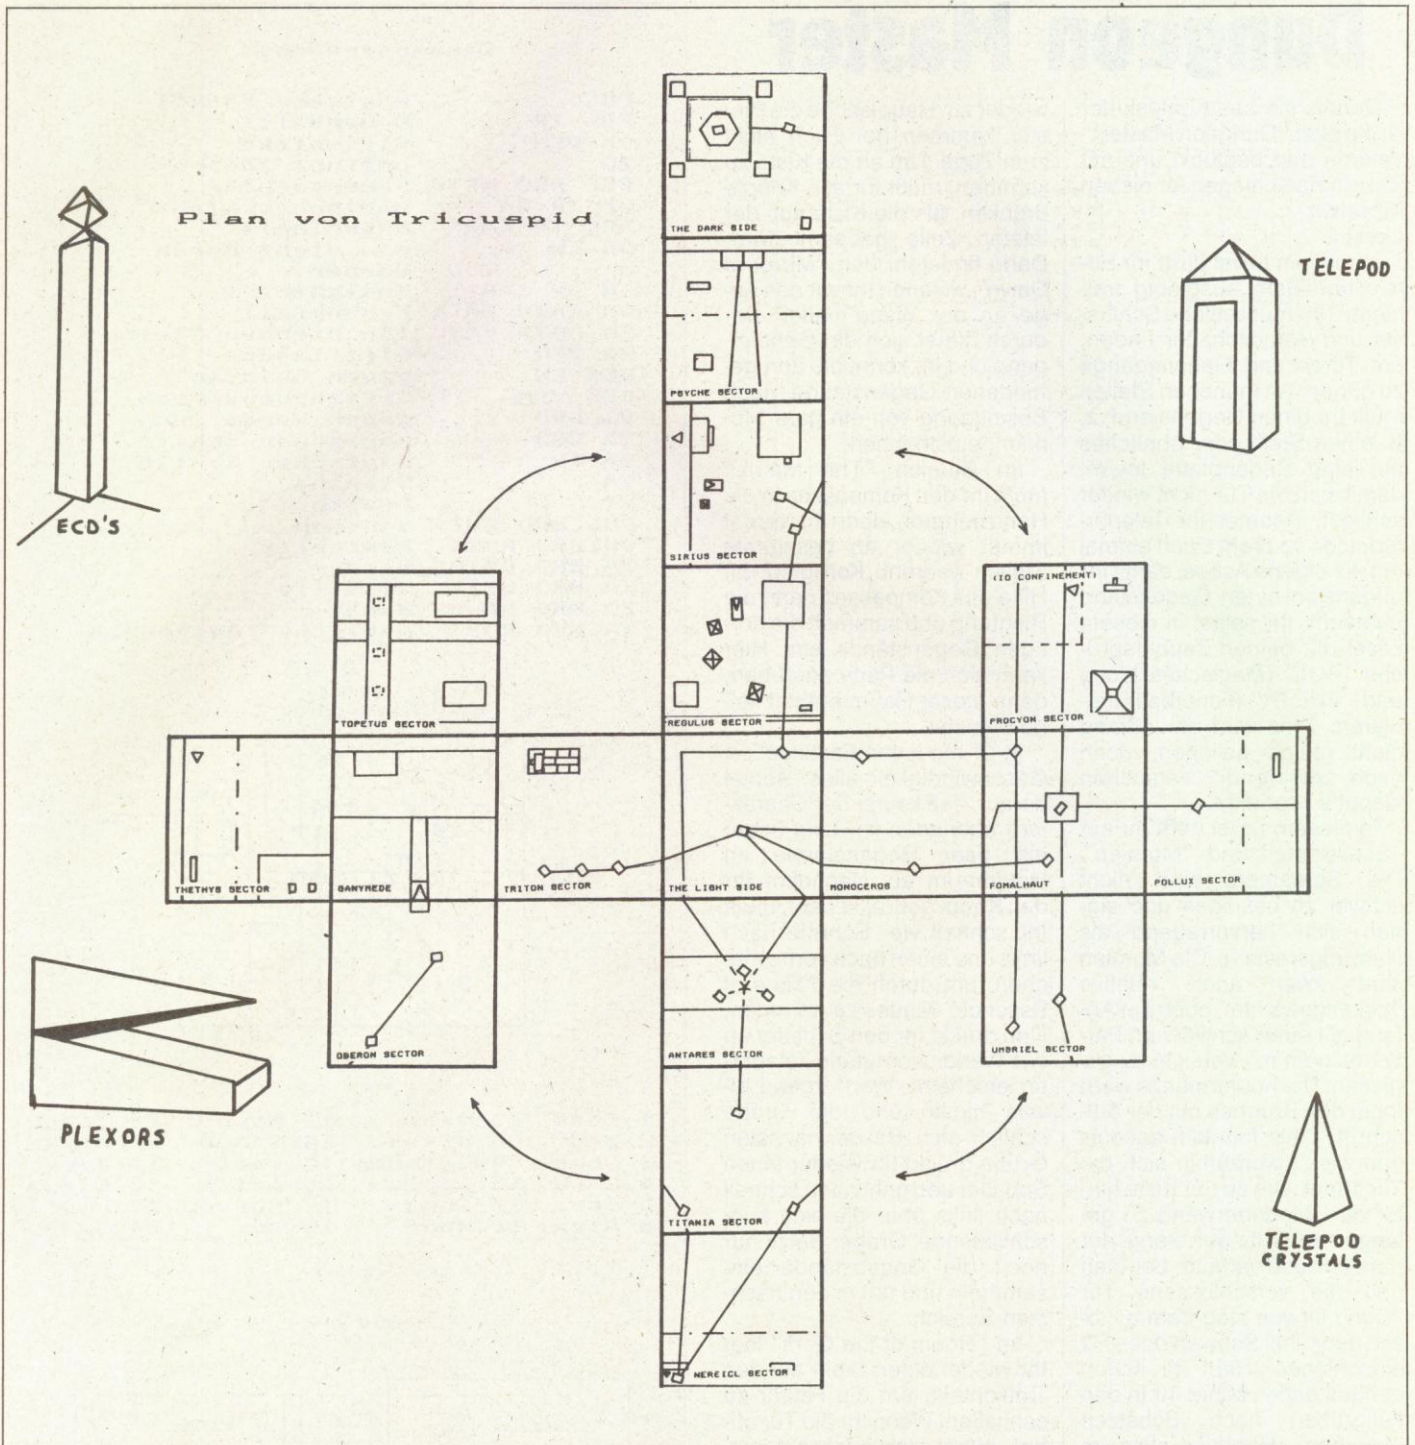 THE DARK SIDE
Plan von Tricuspid
TELEPOD
PSYCHE SECTOR
ECD'S
SIRIUS SECTOR
(IO CONFINEMENT)
TOPETUS SECTOR
REGULUS SECTOR
PROCYON SECTOR
THETHYS SECTOR
GANYMEDE
TRITON SECTOR
THE LIGHT SIDE
MONOCEROS
FOMALHAUT
POLLUX SECTOR
OBERON SECTOR
ANTARES SECTOR
UMBRIEL SECTOR
PLEXORS
TITANIA SECTOR
TELEPOD
CRYSTALS
NEREICL SECTOR